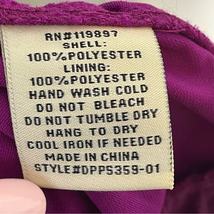 RN#119897
SHELL:
100%POLYESTER
LINING:
100%POLYESTER
HAND WASH COLD
DO NOT BLEACH
DO NOT TUMBLE DRY
HANG TO DRY
COOL IRON IF NEEDED
MADE IN CHINA
STYLE#DPP5359-01